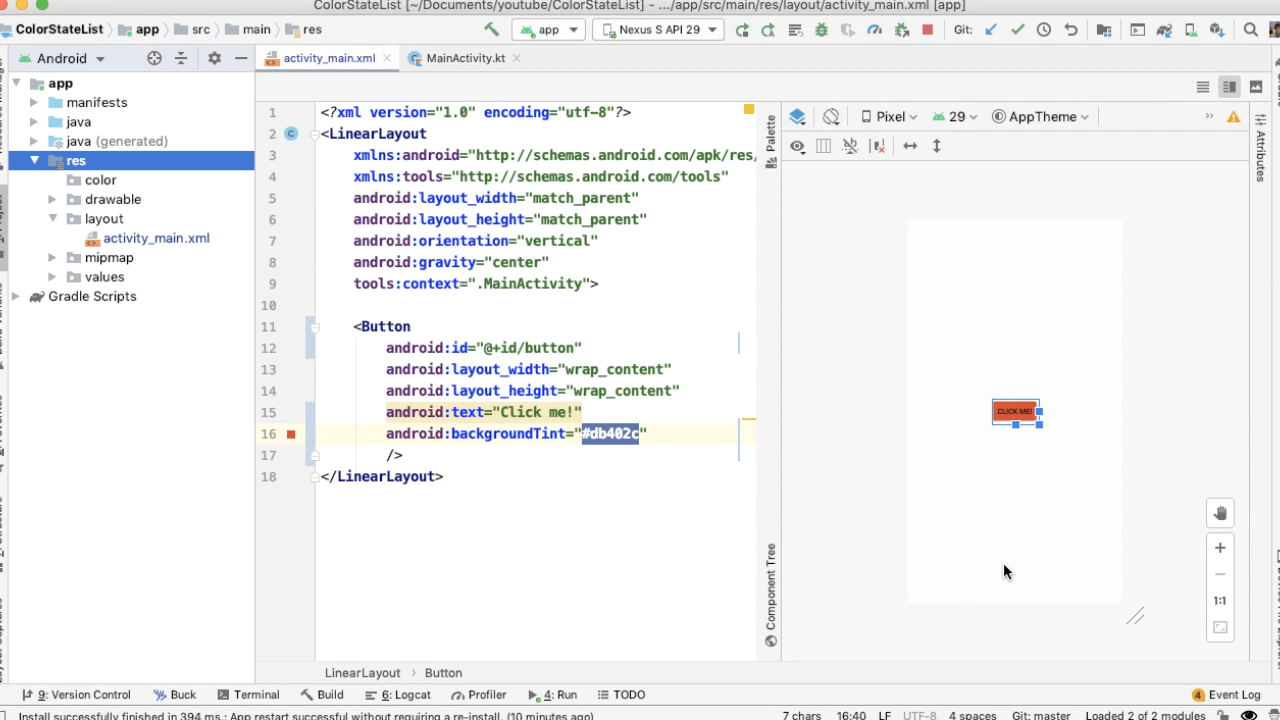 ColorStateList [~/Documents/youtube/ColorStateList] - .../app/src/main/res/layout/activity_main.xml [app]
ColorStateList app src main res app Nexus S API 29 Git:
Android activity_main.xml MainActivity.kt
app
manifests
java
java (generated)
res
color
drawable
layout
activity_main.xml
mipmap
values
Gradle Scripts
1 <?xml version="1.0" encoding="utf-8"?>
2 <LinearLayout
3 xmlns:android="http://schemas.android.com/apk/res/
4 xmlns:tools="http://schemas.android.com/tools"
5 android:layout_width="match_parent"
6 android:layout_height="match_parent"
7 android:orientation="vertical"
8 android:gravity="center"
9 tools:context=".MainActivity">
10
11 <Button
12 android:id="@+id/button"
13 android:layout_width="wrap_content"
14 android:layout_height="wrap_content"
15 android:text="Click me!"
16 android:backgroundTint="#db402c"
17 />
18 </LinearLayout>
Palette
Component Tree
Pixel 29 AppTheme
CLICK ME!
1:1
Attributes
LinearLayout Button
9: Version Control Buck Terminal Build 6: Logcat Profiler 4: Run TODO 4 Event Log
Install successfully finished in 394 ms.: App restart successful without requiring a re-install. (10 minutes ago) 7 chars 16:40 LF UTF-8 4 spaces Git: master Loaded 2 of 2 modules